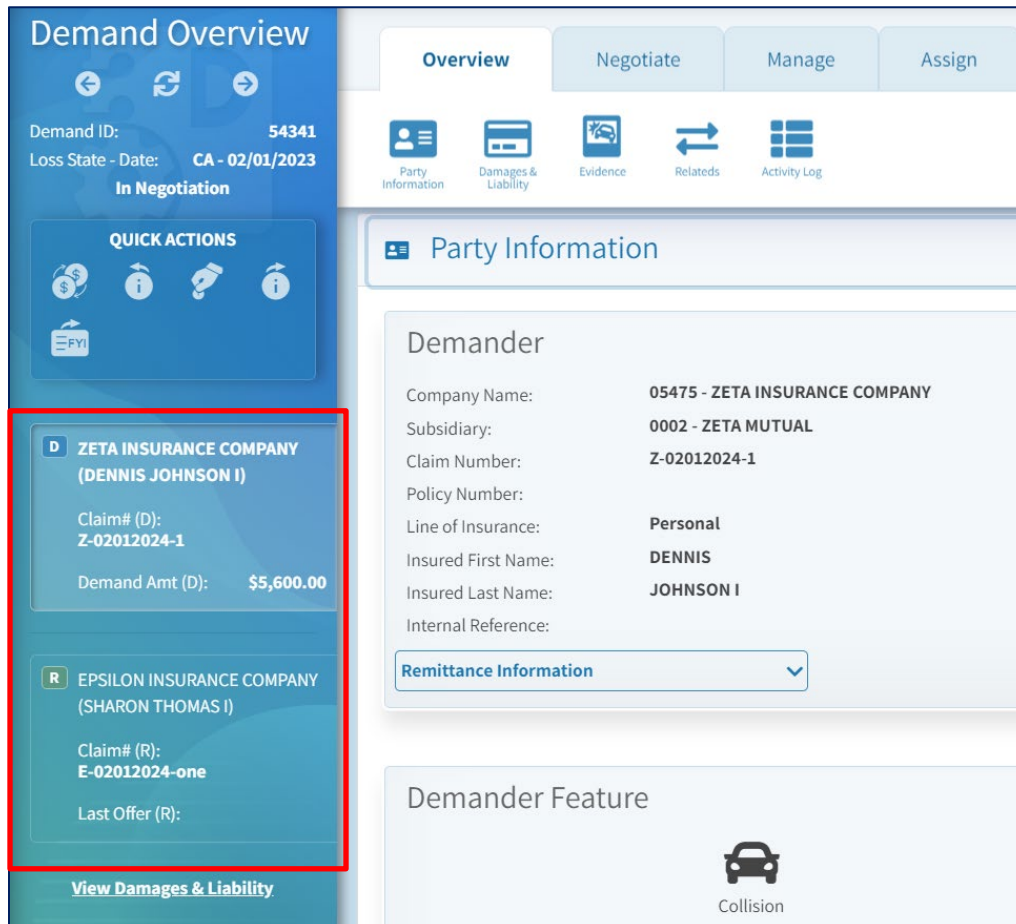 Demand Overview
Demand ID: 54341
Loss State - Date: CA - 02/01/2023
In Negotiation
QUICK ACTIONS
$ $ i i
FYI
D ZETA INSURANCE COMPANY
(DENNIS JOHNSON I)
Claim# (D):
Z-02012024-1
Demand Amt (D): $5,600.00
R EPSILON INSURANCE COMPANY
(SHARON THOMAS I)
Claim# (R):
E-02012024-one
Last Offer (R):
View Damages & Liability
Overview Negotiate Manage Assign
Party
Information
Damages &
Liability
Evidence
Relateds
Activity Log
Party Information
Demander
Company Name: 05475 - ZETA INSURANCE COMPANY
Subsidiary: 0002 - ZETA MUTUAL
Claim Number: Z-02012024-1
Policy Number:
Line of Insurance: Personal
Insured First Name: DENNIS
Insured Last Name: JOHNSON I
Internal Reference:
Remittance Information
Demander Feature
Collision